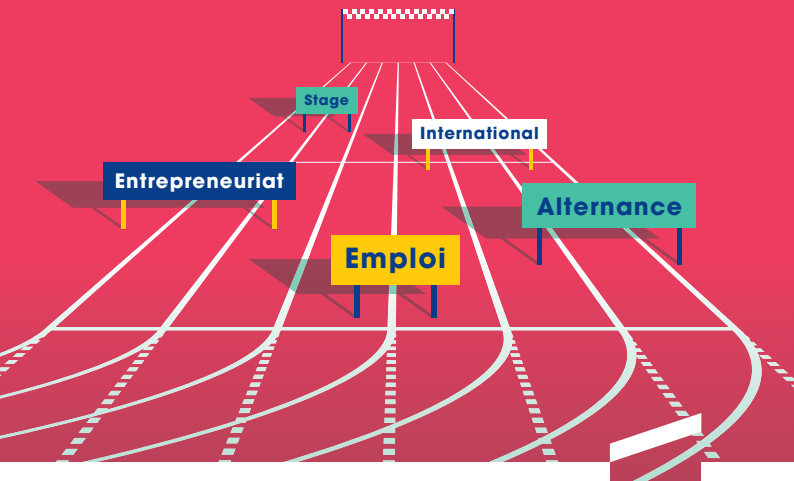 Stage
International
Entrepreneuriat
Alternance
Emploi